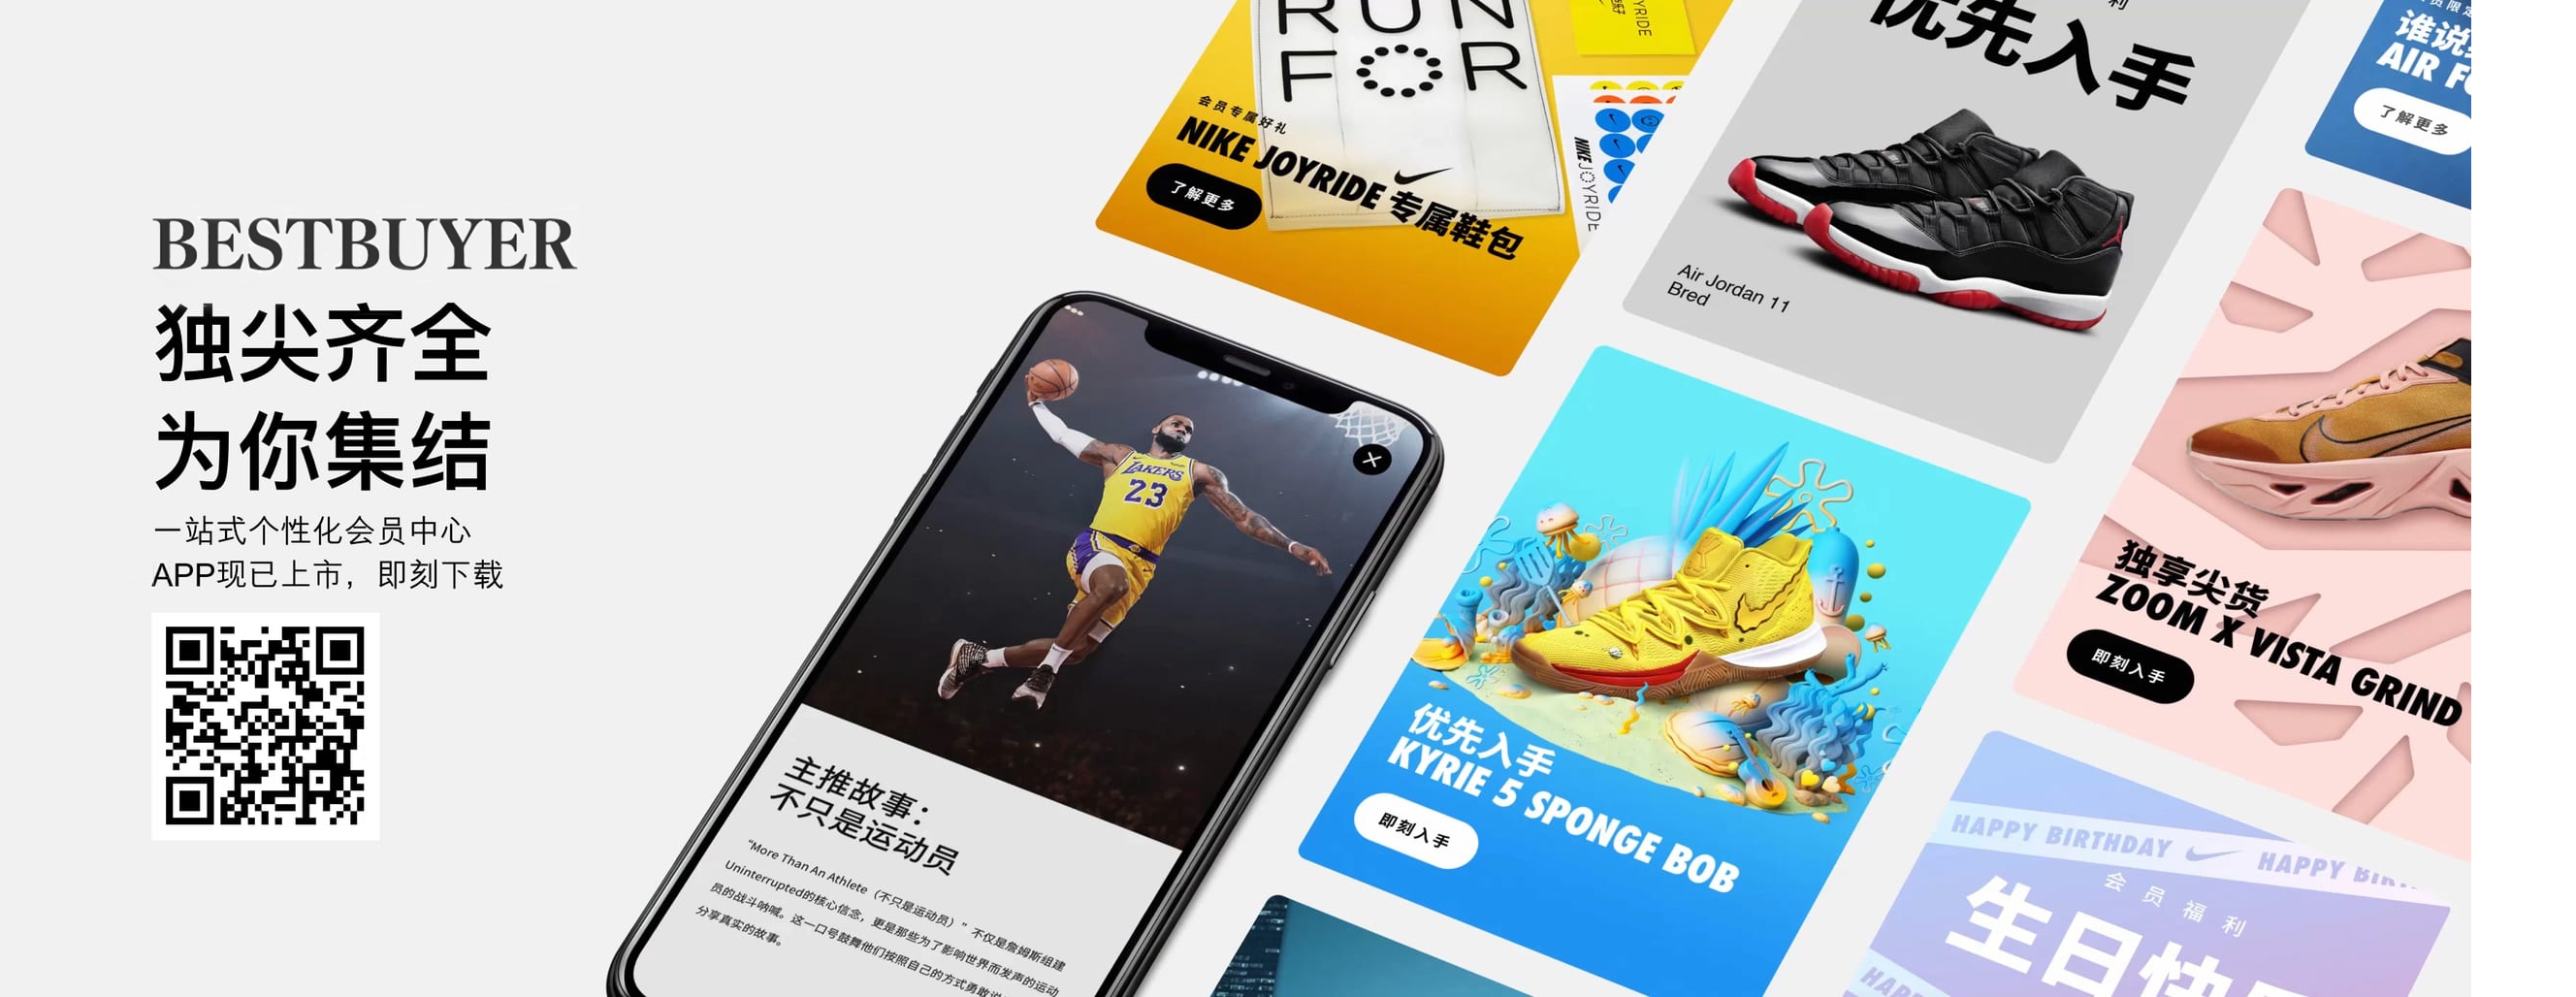 BESTBUYER
独尖齐全
为你集结
一站式个性化会员中心
APP现已上市，即刻下载
主推故事：
不只是运动员
“More Than An Athlete（不只是运动员）” 不仅是詹姆斯组建
Uninterrupted的核心信念，更是那些为了影响世界而发声的运动
员的战斗呐喊。这一口号鼓舞他们按照自己的方式勇敢
分享真实的故事。
LAKERS
23
RUN
FOR
会员专属好礼
NIKE JOYRIDE 专属鞋包
了解更多
JOYRIDE
NIKE JOYRIDE
利
优先入手
Air Jordan 11
Bred
优先入手
KYRIE 5 SPONGE BOB
即刻入手
谁说
AIR
了解更多
独享尖货
ZOOM X VISTA GRIND
即刻入手
HAPPY BIRTHDAY HAPPY
会员福利
生日快